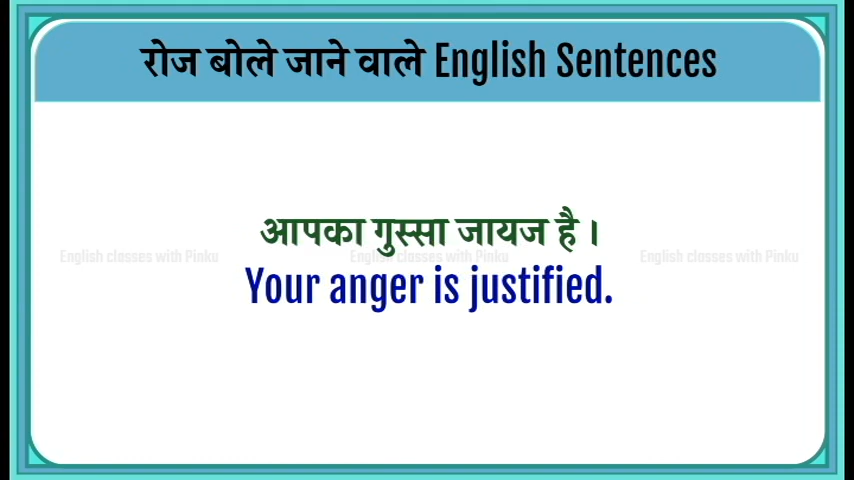 रोज बोले जाने वाले English Sentences
आपका गुस्सा जायज है।
English classes with Pinku English classes with Pinku English classes with Pinku
Your anger is justified.